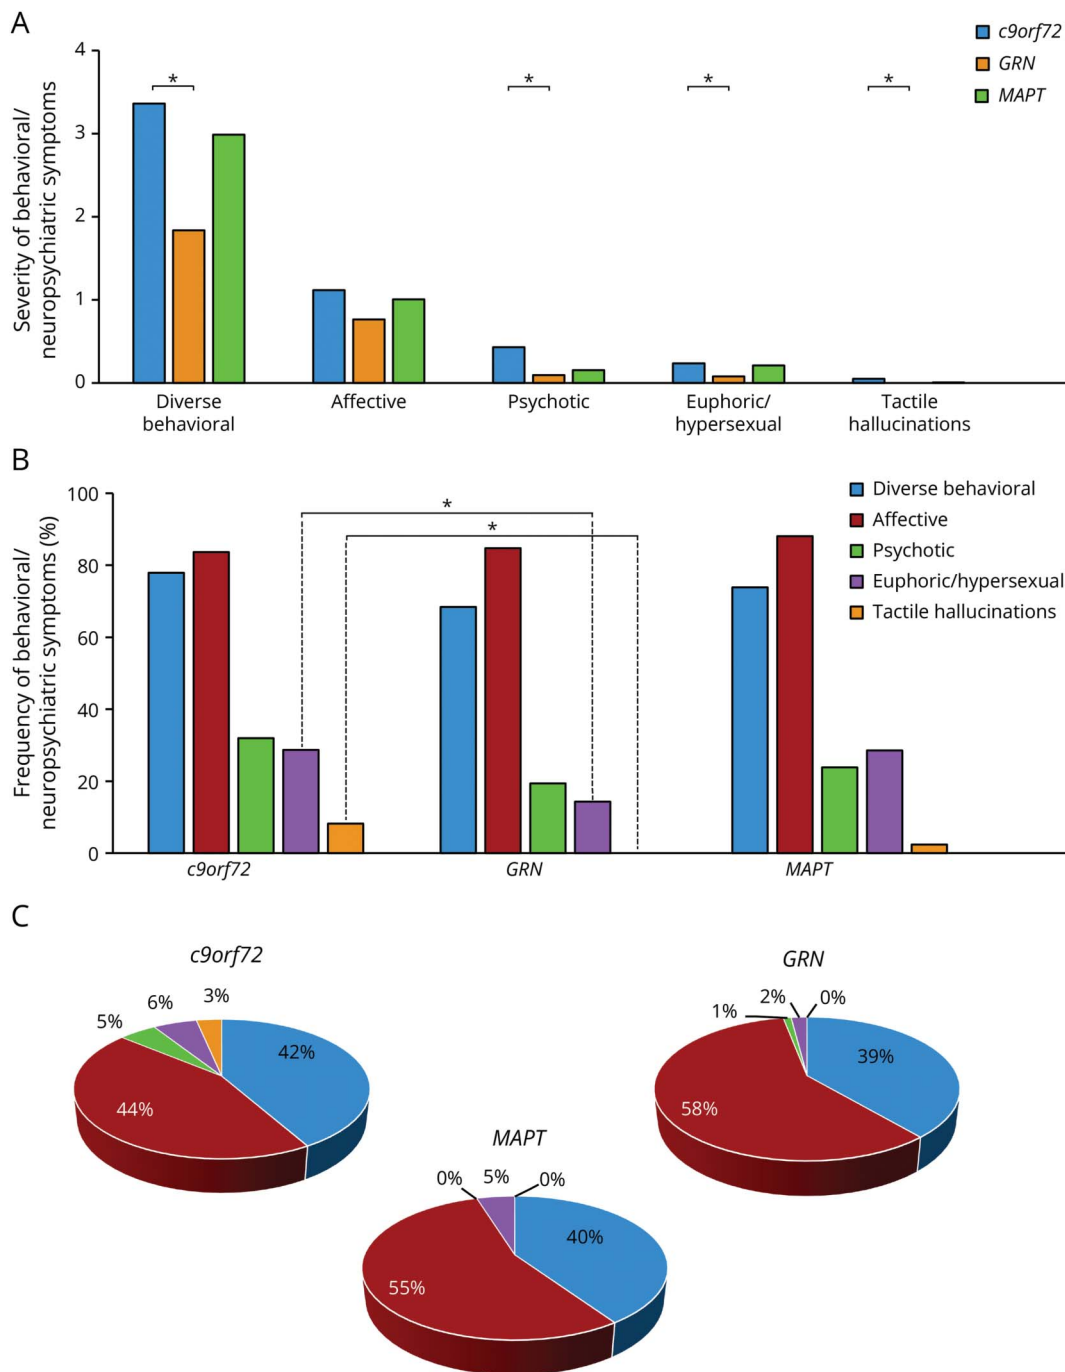 A
c9orf72
GRN
MAPT
Severity of behavioral/
neuropsychiatric symptoms
4
3
2
1
0
*
*
*
*
Diverse
behavioral
Affective
Psychotic
Euphoric/
hypersexual
Tactile
hallucinations
B
Diverse behavioral
Affective
Psychotic
Euphoric/hypersexual
Tactile hallucinations
Frequency of behavioral/
neuropsychiatric symptoms (%)
100
80
60
40
20
0
*
*
c9orf72
GRN
MAPT
C
c9orf72
42%
44%
5%
6%
3%
GRN
39%
58%
1%
2%
0%
MAPT
40%
55%
0%
5%
0%